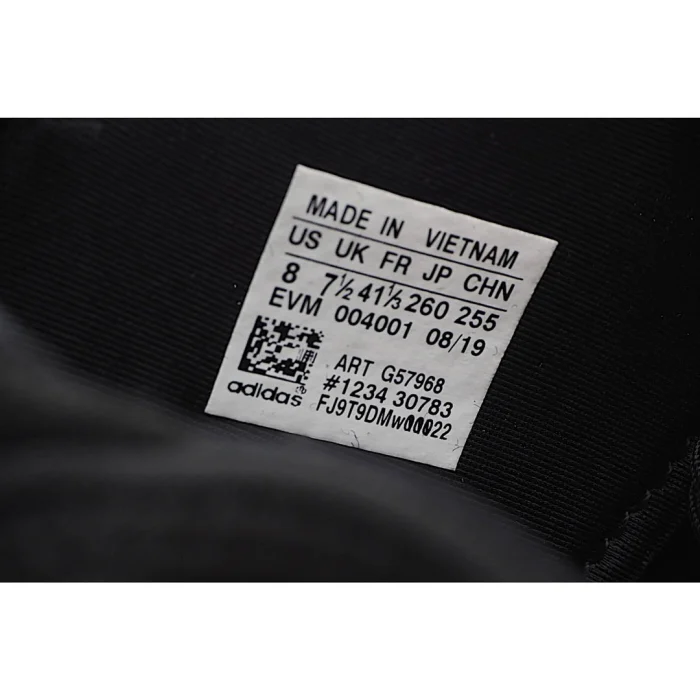 MADE IN VIETNAM
US UK FR JP CHN
8 7½ 41⅓ 260 255
EVM 004001 08/19
ART G57968
#1234 30783
FJ9T9DMw00022
adidas